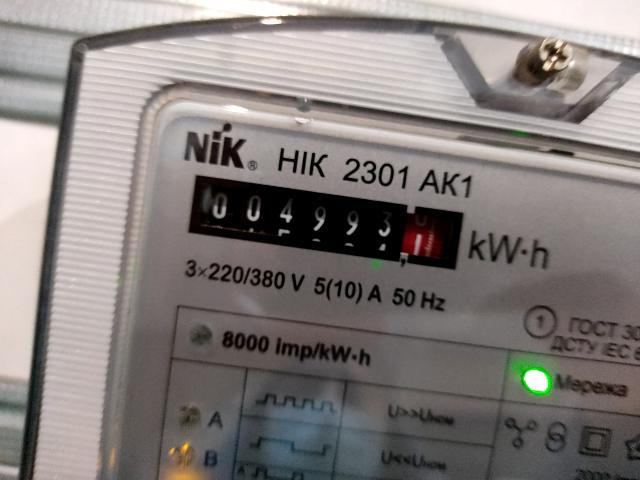 NiK ® НІК 2301 АК1
004993 kW·h
3×220/380 V 5(10) A 50 Hz
1 ГОСТ
ДСТУ IEC
8000 imp/kW·h
Мережа
A U>>Uном
B U<<Uном